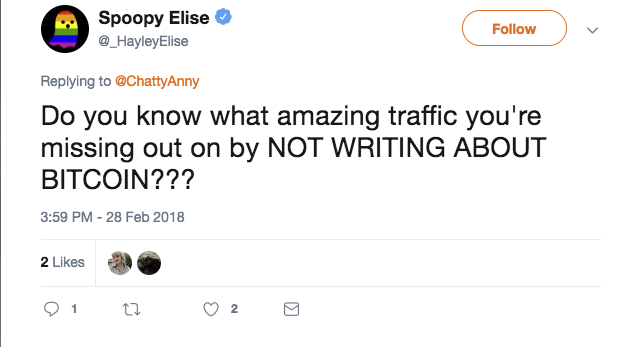 Spoopy Elise
@_HayleyElise
Follow
Replying to @ChattyAnny
Do you know what amazing traffic you're
missing out on by NOT WRITING ABOUT
BITCOIN???
3:59 PM - 28 Feb 2018
2 Likes
1 2